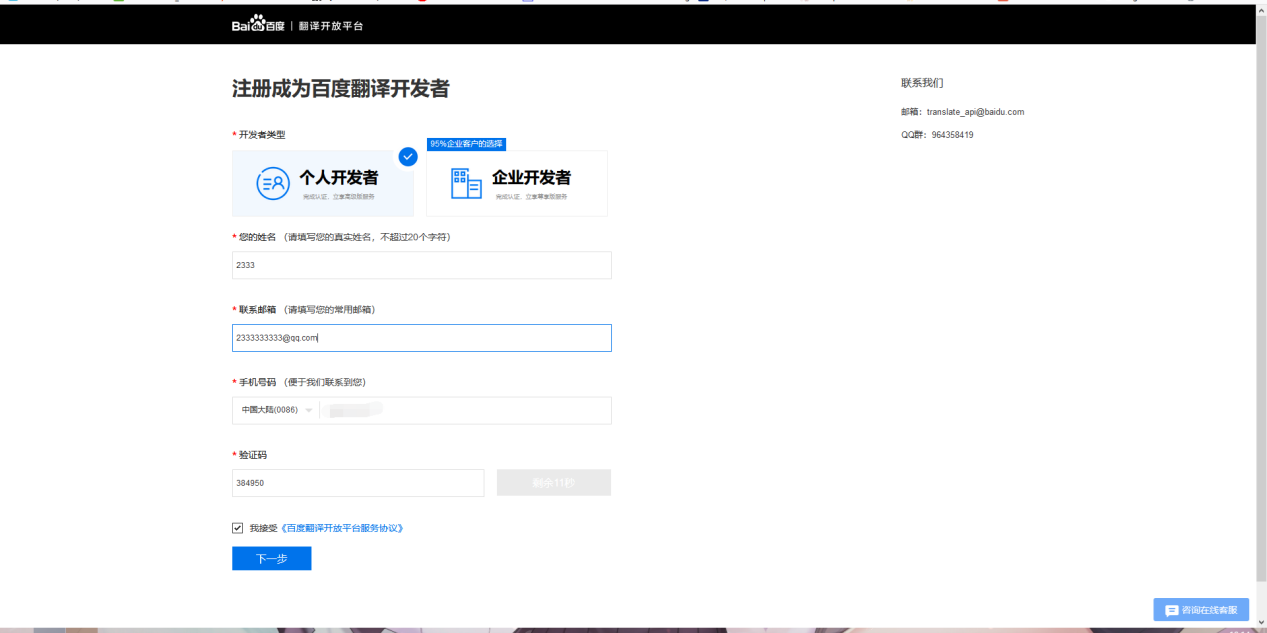 Bai du 百度 | 翻译开放平台
注册成为百度翻译开发者
* 开发者类型
个人开发者
完成认证，立享高级版服务
95%企业客户的选择
企业开发者
完成认证，立享尊享版服务
* 您的姓名 （请填写您的真实姓名，不超过20个字符）
2333
* 联系邮箱 （请填写您的常用邮箱）
2333333333@qq.com
* 手机号码 （便于我们联系到您）
中国大陆(0086)
* 验证码
384950
剩余11秒
我接受《百度翻译开放平台服务协议》
下一步
联系我们
邮箱：translate_api@baidu.com
QQ群：964358419
咨询在线客服